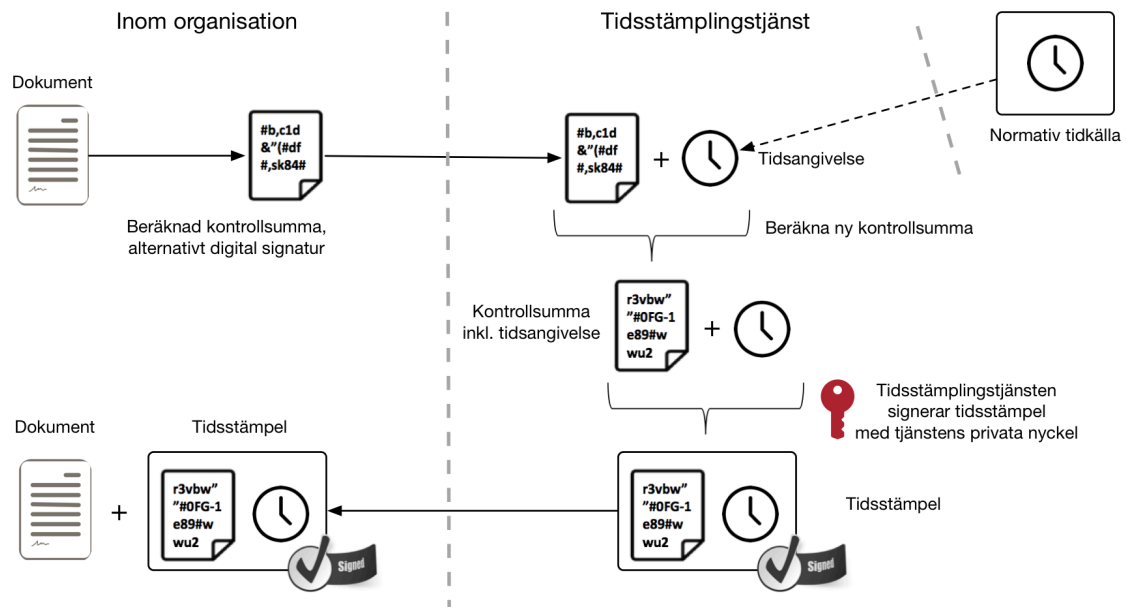 Inom organisation
Tidsstämplingstjänst
Dokument
#b,c1d
&”(#df
#,sk84#
#b,c1d
&”(#df
#,sk84#
+
Tidsangivelse
Normativ tidkälla
Beräknad kontrollsumma,
alternativt digital signatur
Beräkna ny kontrollsumma
Kontrollsumma
inkl. tidsangivelse
r3vbw”
”#0FG-1
e89#w
wu2
+
Tidsstämplingstjänsten
signerar tidsstämpel
med tjänstens privata nyckel
Dokument
+
Tidsstämpel
r3vbw”
”#0FG-1
e89#w
wu2
Signed
r3vbw”
”#0FG-1
e89#w
wu2
Signed
Tidsstämpel